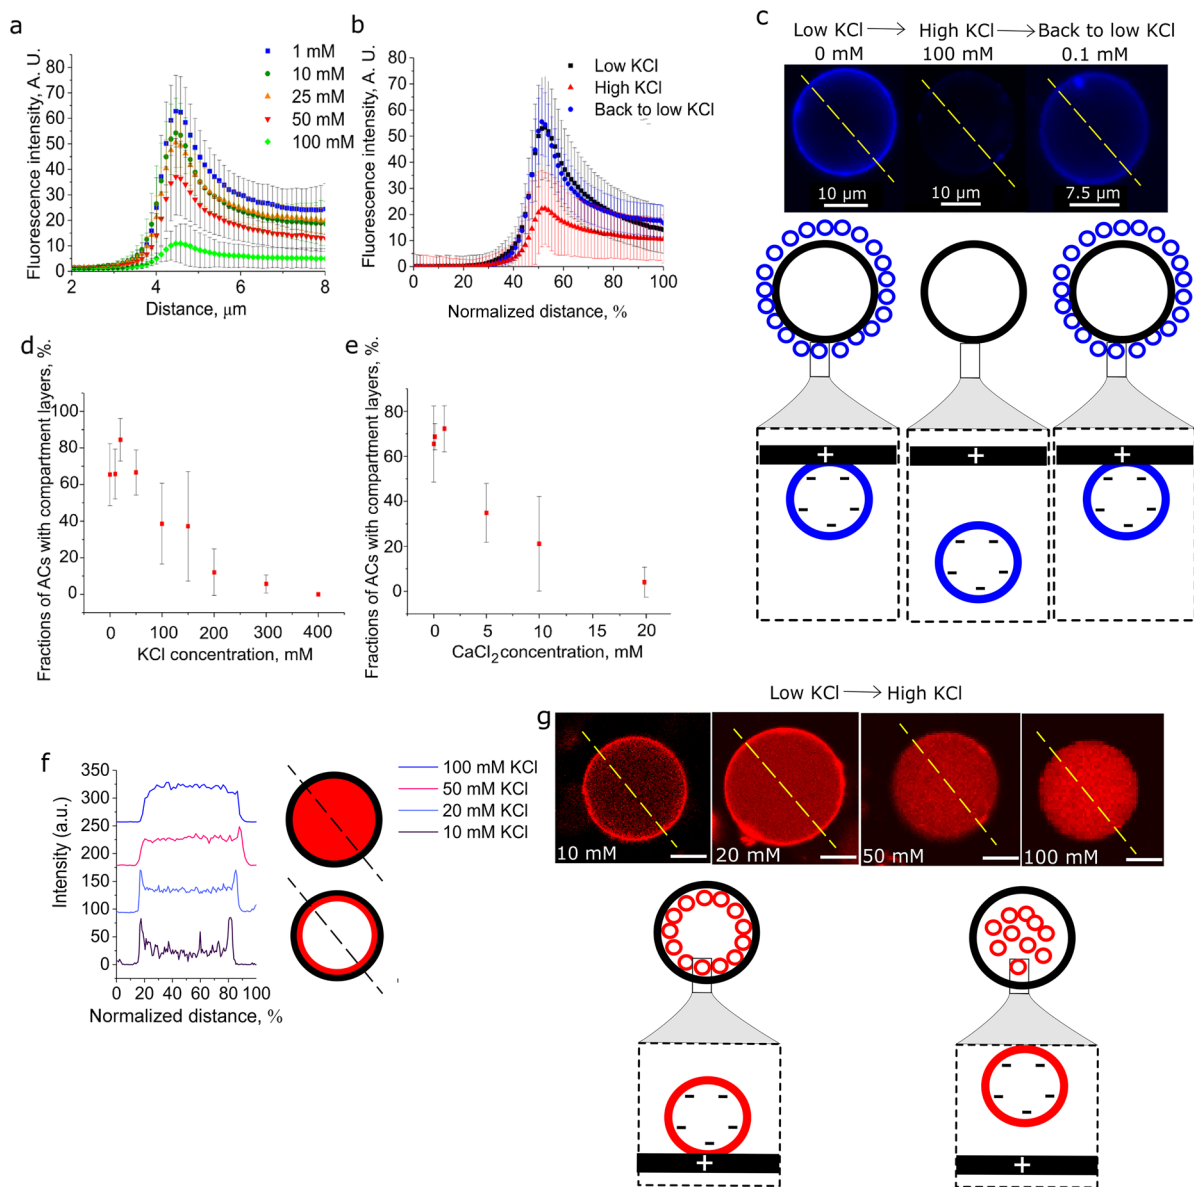 a
Fluorescence intensity, A. U.
80
70
60
50
40
30
20
10
0
2
4
6
8
Distance, μm
1 mM
10 mM
25 mM
50 mM
100 mM
b
Fluorescence intensity, A. U.
80
70
60
50
40
30
20
10
0
0
20
40
60
80
100
Normalized distance, %
Low KCl
High KCl
Back to low KCl
c
Low KCl → High KCl → Back to low KCl
0 mM
100 mM
0.1 mM
10 μm
10 μm
7.5 μm
+
+
+
d
Fractions of ACs with compartment layers, %.
100
80
60
40
20
0
0
100
200
300
400
KCl concentration, mM
e
Fractions of ACs with compartment layers, %.
80
60
40
20
0
0
5
10
15
20
CaCl2 concentration, mM
f
Intensity (a.u.)
350
300
250
200
150
100
50
0
0
20
40
60
80
100
Normalized distance, %
100 mM KCl
50 mM KCl
20 mM KCl
10 mM KCl
g
Low KCl → High KCl
10 mM
20 mM
50 mM
100 mM
+
+